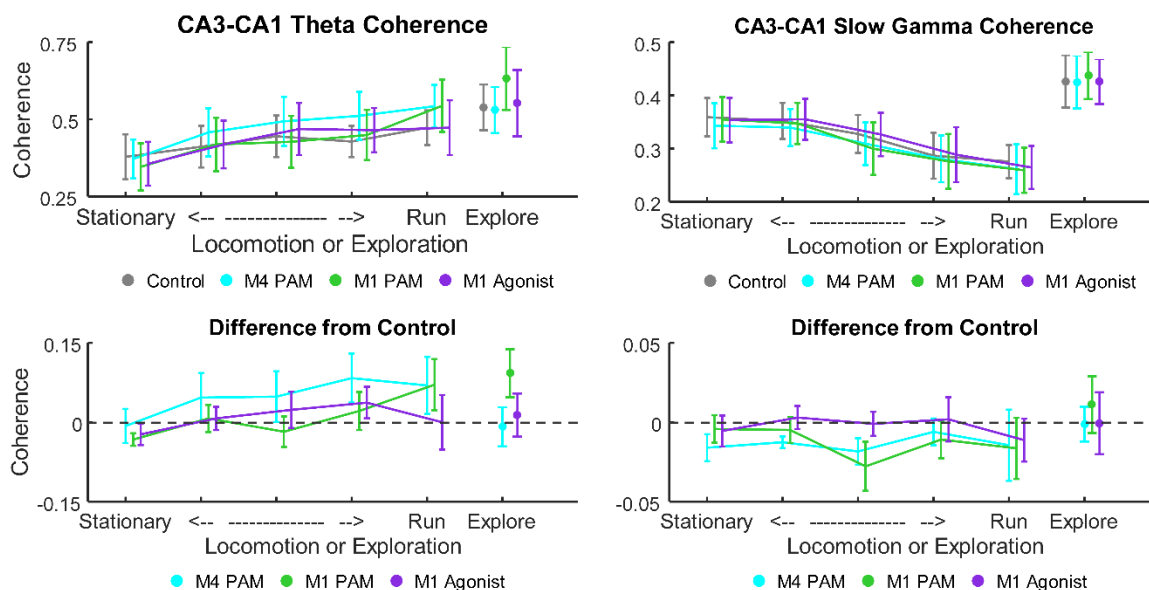 CA3-CA1 Theta Coherence
0.75
0.5
0.25
Coherence
Stationary <-- --------------- --> Run Explore
Locomotion or Exploration
Control M4 PAM M1 PAM M1 Agonist
CA3-CA1 Slow Gamma Coherence
0.5
0.4
0.3
0.2
Stationary <-- --------------- --> Run Explore
Locomotion or Exploration
Control M4 PAM M1 PAM M1 Agonist
Difference from Control
0.15
0
-0.15
Coherence
Stationary <-- --------------- --> Run Explore
Locomotion or Exploration
M4 PAM M1 PAM M1 Agonist
Difference from Control
0.05
0
-0.05
Stationary <-- --------------- --> Run Explore
Locomotion or Exploration
M4 PAM M1 PAM M1 Agonist